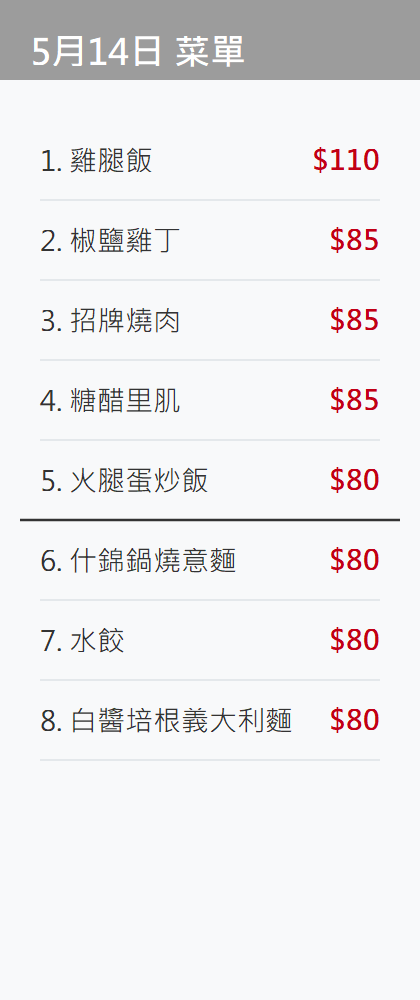 5月14日 菜單
1. 雞腿飯 $110
2. 椒鹽雞丁 $85
3. 招牌燒肉 $85
4. 糖醋里肌 $85
5. 火腿蛋炒飯 $80
6. 什錦鍋燒意麵 $80
7. 水餃 $80
8. 白醬培根義大利麵 $80